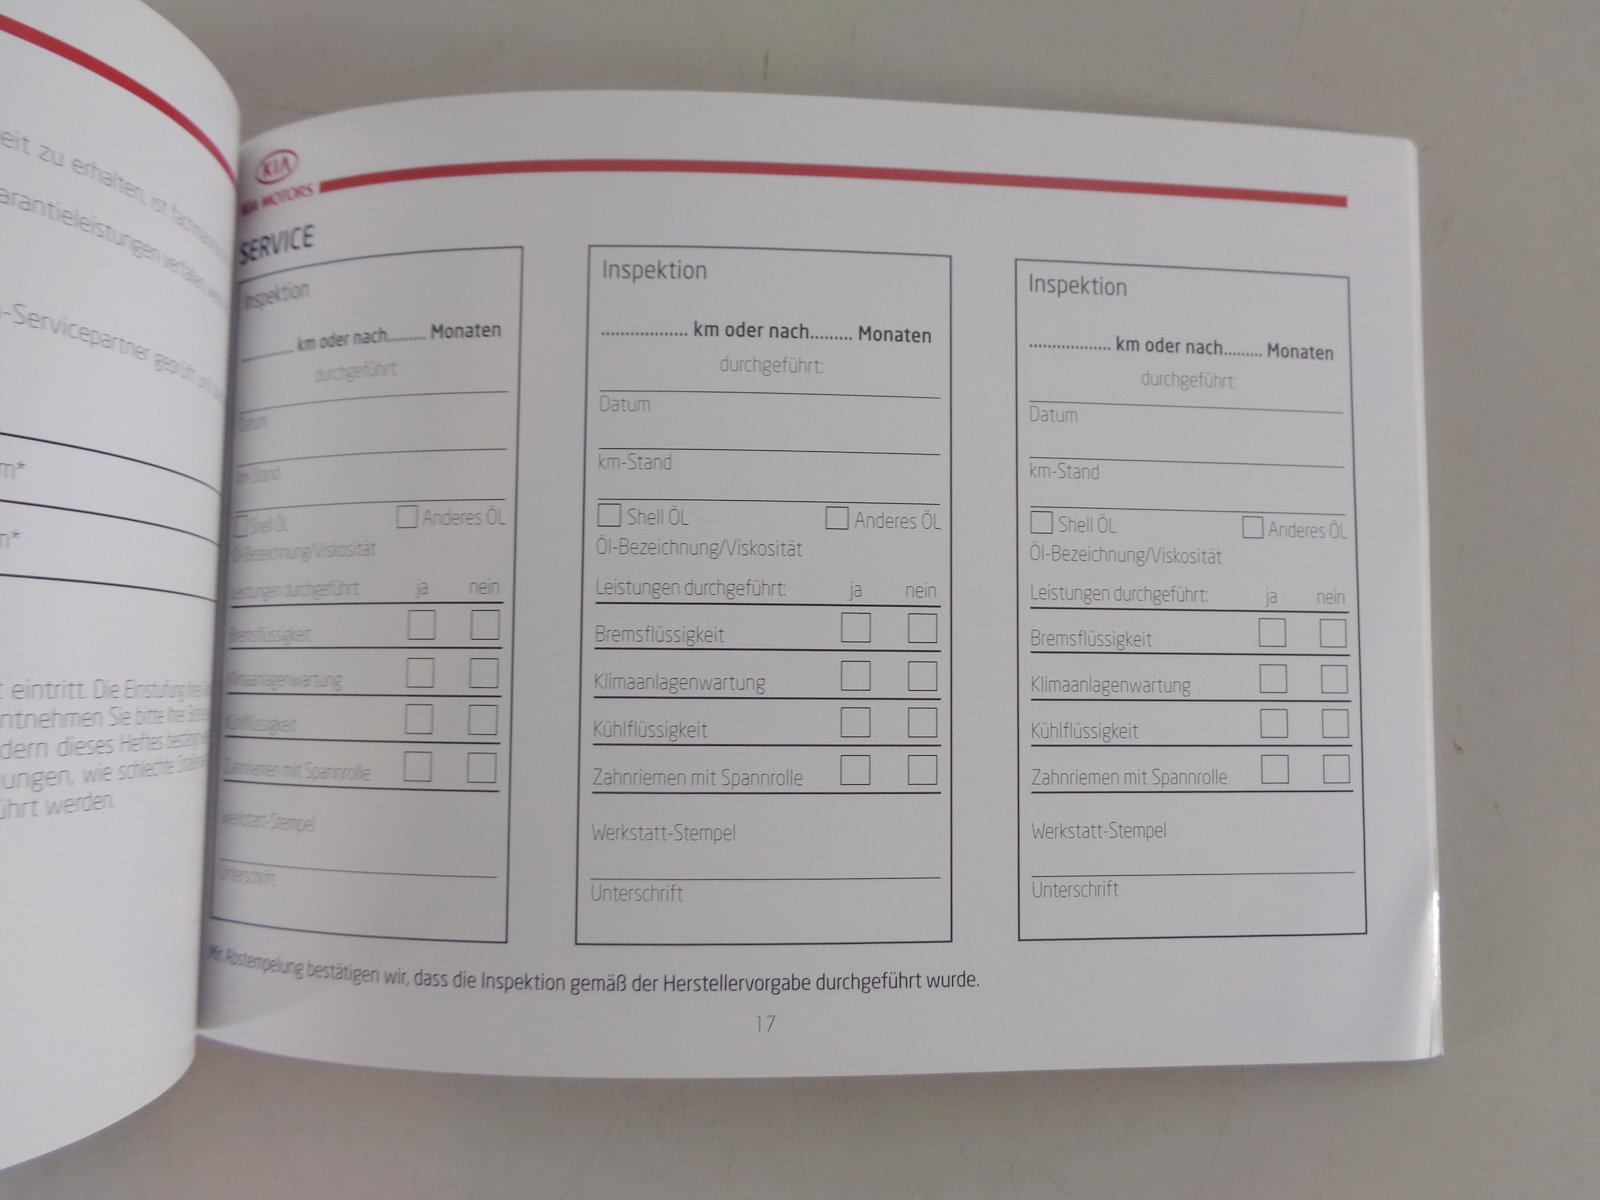 eit zu erhalten, ist
arantieleistungen verfallen,
-Servicepartner geprüft und
m*
m*
t eintritt. Die Einstufung
ntnehmen Sie bitte Ihrer
dern dieses Heftes
ungen, wie schlechte
ührt werden.
KIA
KIA MOTORS
SERVICE
Inspektion
.......... km oder nach........ Monaten
durchgeführt:
Datum
km-Stand
Shell ÖL Anderes ÖL
Öl-Bezeichnung/Viskosität
Leistungen durchgeführt: ja nein
Bremsflüssigkeit
Klimaanlagenwartung
Kühlflüssigkeit
Zahnriemen mit Spannrolle
Werkstatt-Stempel
Unterschrift
Inspektion
.................. km oder nach........ Monaten
durchgeführt:
Datum
km-Stand
Shell ÖL Anderes ÖL
Öl-Bezeichnung/Viskosität
Leistungen durchgeführt: ja nein
Bremsflüssigkeit
Klimaanlagenwartung
Kühlflüssigkeit
Zahnriemen mit Spannrolle
Werkstatt-Stempel
Unterschrift
Inspektion
.................. km oder nach........ Monaten
durchgeführt:
Datum
km-Stand
Shell ÖL Anderes ÖL
Öl-Bezeichnung/Viskosität
Leistungen durchgeführt: ja nein
Bremsflüssigkeit
Klimaanlagenwartung
Kühlflüssigkeit
Zahnriemen mit Spannrolle
Werkstatt-Stempel
Unterschrift
Mit Abstempelung bestätigen wir, dass die Inspektion gemäß der Herstellervorgabe durchgeführt wurde.
17